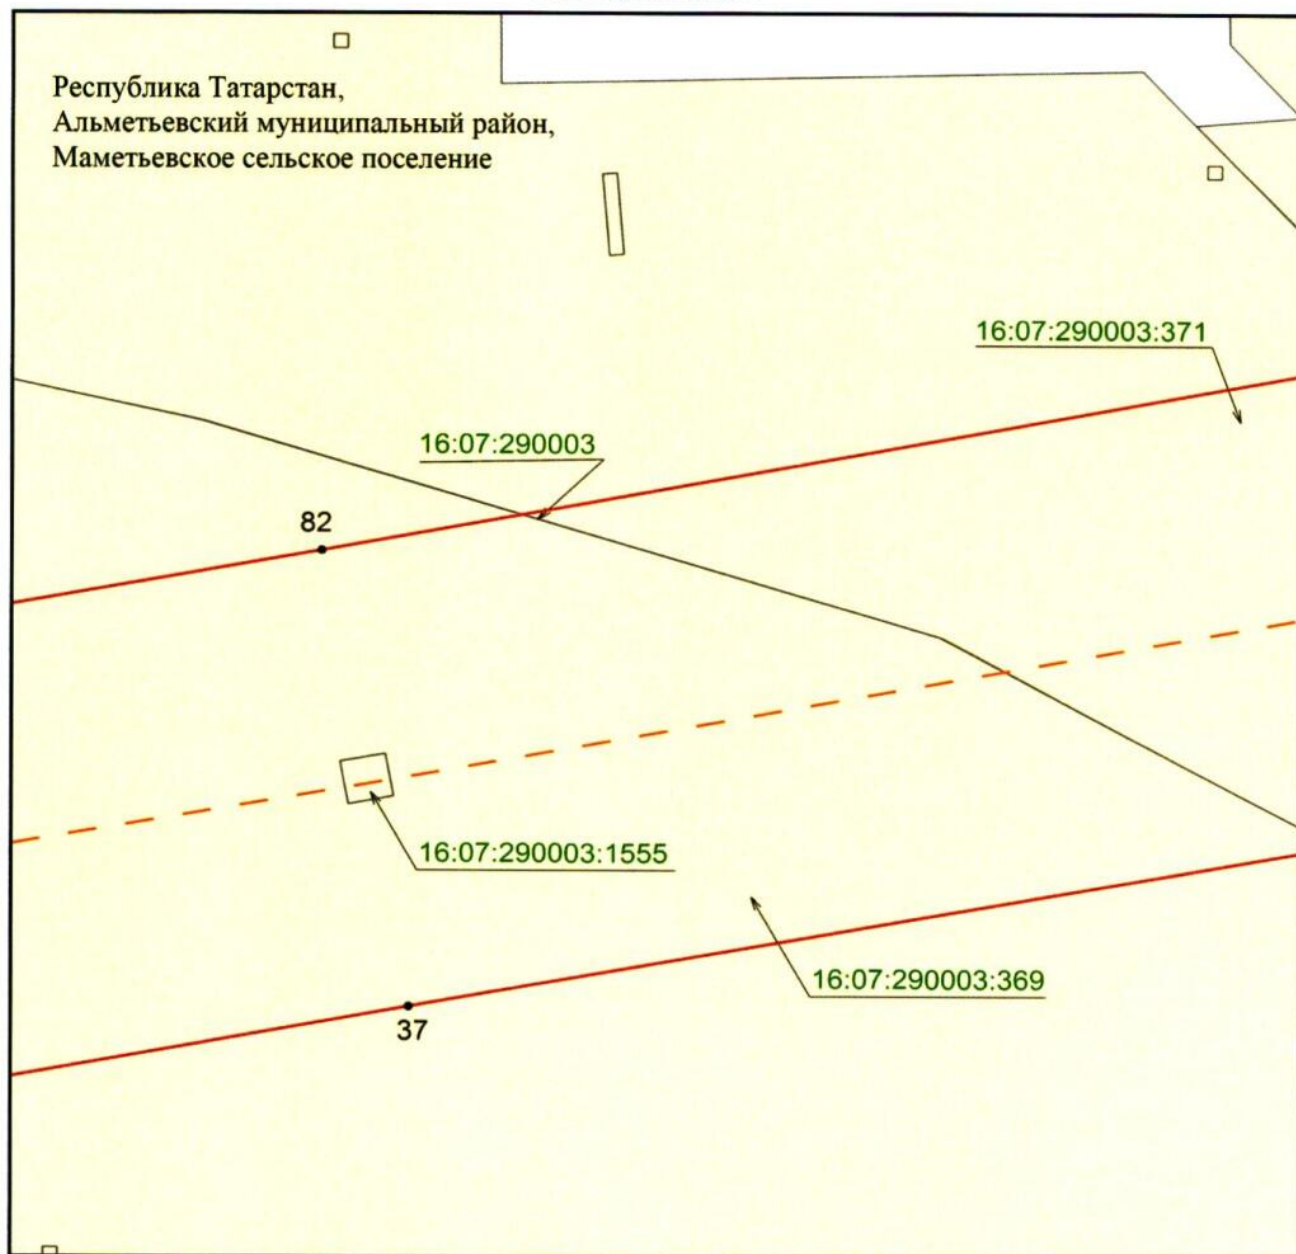 Республика Татарстан,
Альметьевский муниципальный район,
Маметьевское сельское поселение
16:07:290003:371
16:07:290003
82
16:07:290003:1555
16:07:290003:369
37